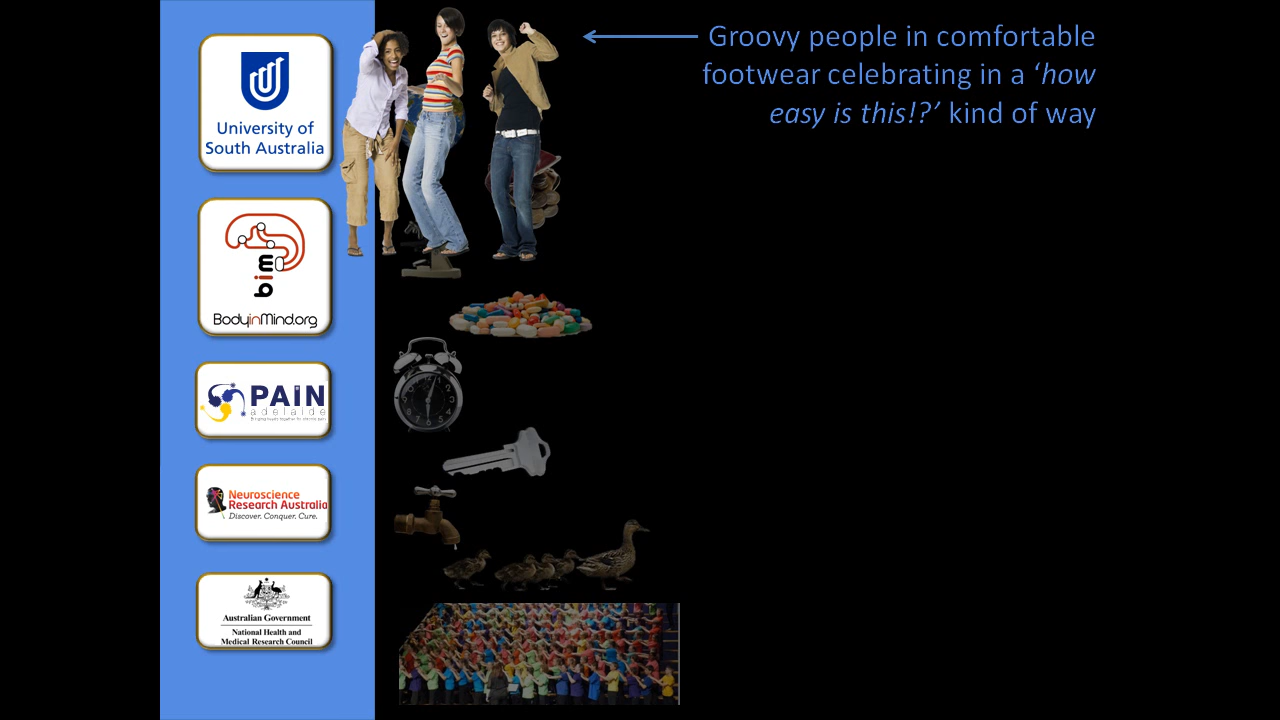 Groovy people in comfortable
footwear celebrating in a ‘how
easy is this!?’ kind of way
University of
South Australia
bim
BodyinMind.org
PAIN
adelaide
Neuroscience
Research Australia
Discover. Conquer. Cure.
Australian Government
National Health and
Medical Research Council